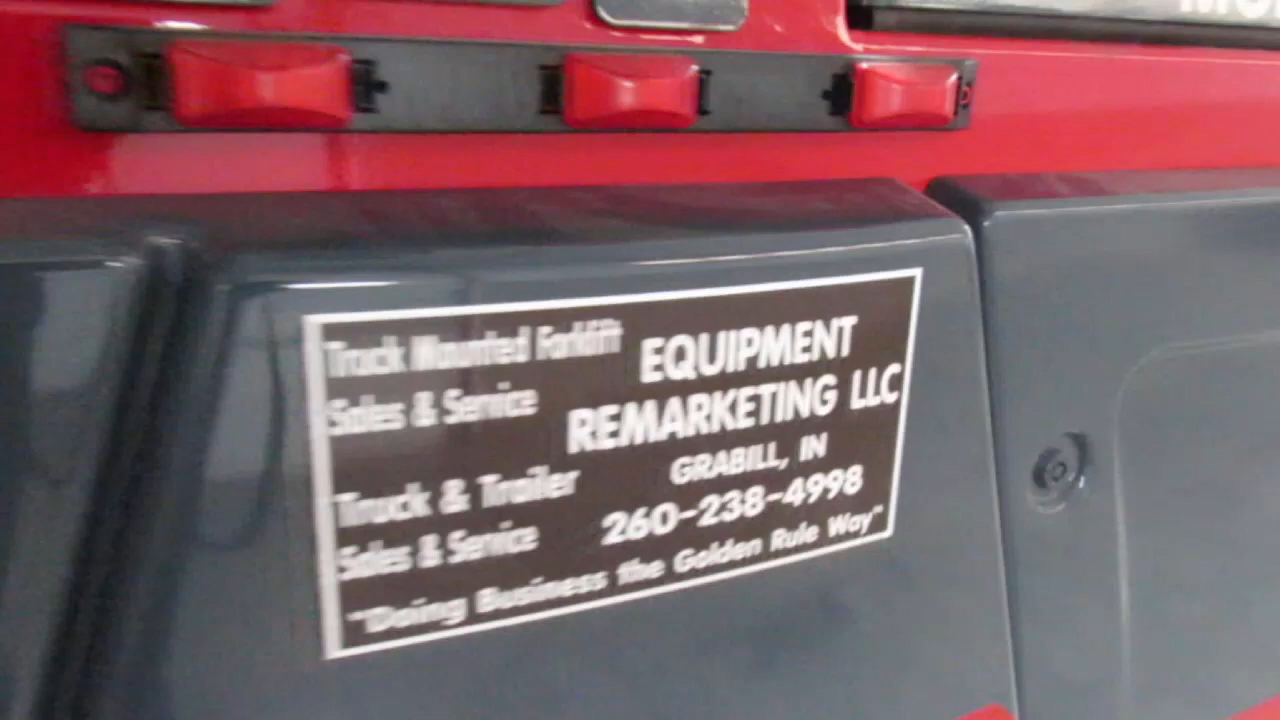 Truck Mounted Forklift
Sales & Service
Truck & Trailer
Sales & Service
EQUIPMENT
REMARKETING LLC
GRABILL, IN
260-238-4998
"Doing Business the Golden Rule Way"